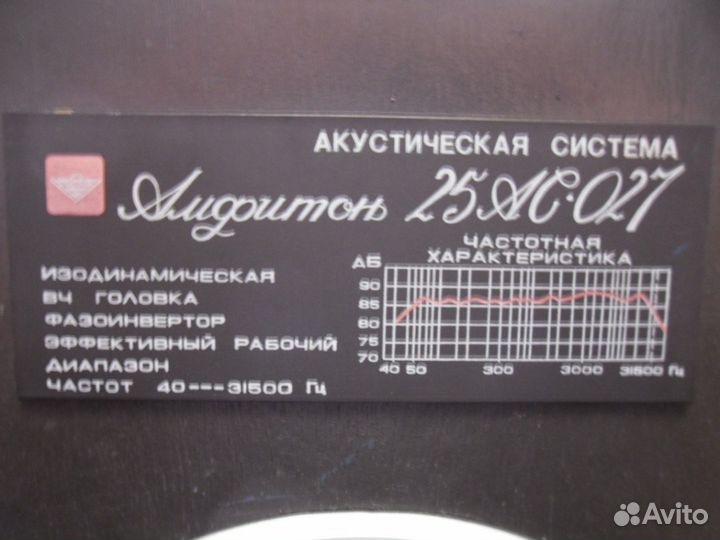 АКУСТИЧЕСКАЯ СИСТЕМА
Амфитон 25АС·027
ИЗОДИНАМИЧЕСКАЯ
ВЧ ГОЛОВКА
ФАЗОИНВЕРТОР
ЭФФЕКТИВНЫЙ РАБОЧИЙ
ДИАПАЗОН
ЧАСТОТ 40---31500 Гц
ЧАСТОТНАЯ
ХАРАКТЕРИСТИКА
дБ
90
85
80
75
70
40 50 300 3000 31500 Гц
Avito